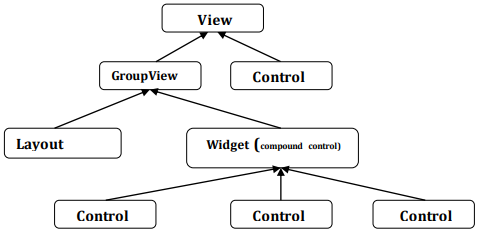 View
GroupView
Control
Layout
Widget (compound control)
Control
Control
Control